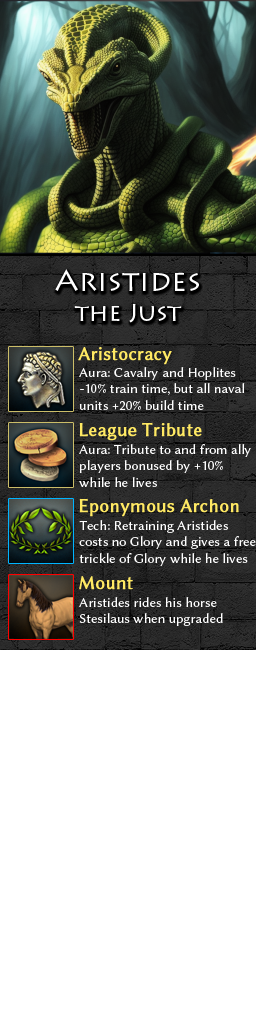 Aristides
the Just
Aristocracy
Aura: Cavalry and Hoplites
-10% train time, but all naval
units +20% build time
League Tribute
Aura: Tribute to and from ally
players bonused by +10%
while he lives
Eponymous Archon
Tech: Retraining Aristides
costs no Glory and gives a free
trickle of Glory while he lives
Mount
Aristides rides his horse
Stesilaus when upgraded